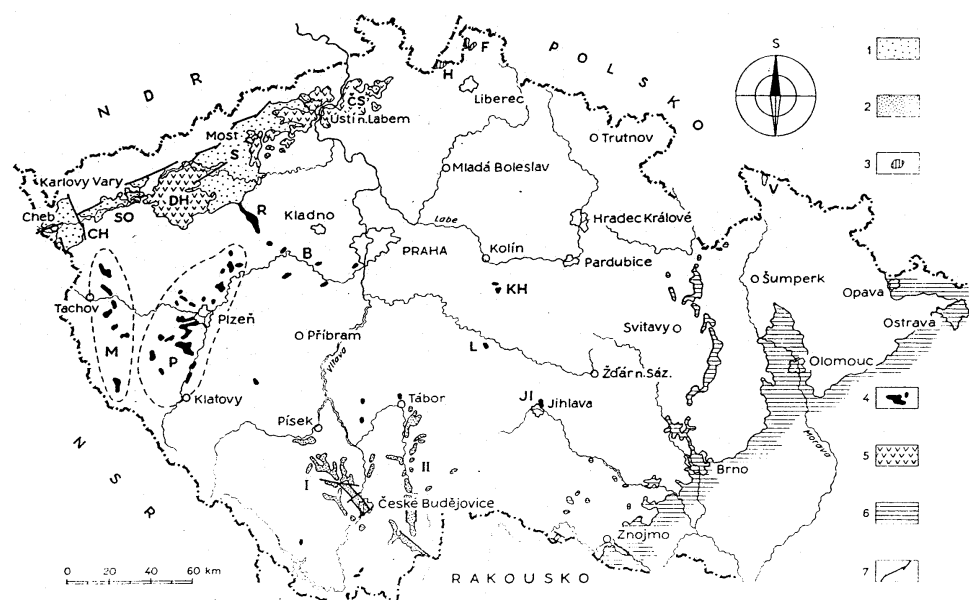 N D R
P O L S K O
S
F
H
Liberec
ČS
Ústí n. Labem
Most
S
Trutnov
Mladá Boleslav
Karlovy Vary
Cheb
SO
DH
CH
R
Kladno
Labe
Hradec Králové
V
B
PRAHA
Kolín
Pardubice
Šumperk
KH
Opava
Tachov
Plzeň
Příbram
Svitavy
Ostrava
M
P
Vltava
L
Žďár n. Sáz.
Olomouc
Klatovy
Tábor
JI
Jihlava
Písek
Morava
N S R
I
II
Brno
České Budějovice
Znojmo
0 20 40 60 km
R A K O U S K O
1
2
3
4
5
6
7